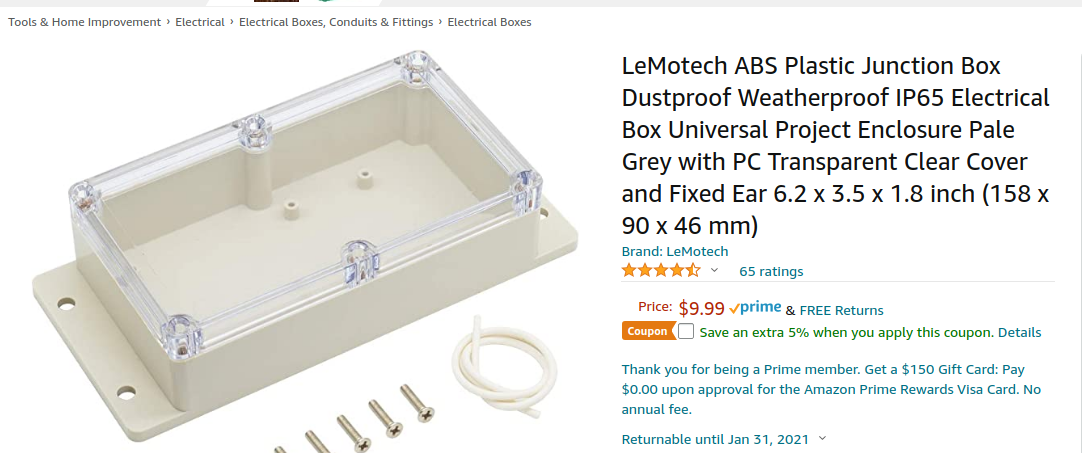 Tools & Home Improvement › Electrical › Electrical Boxes, Conduits & Fittings › Electrical Boxes
LeMotech ABS Plastic Junction Box
Dustproof Weatherproof IP65 Electrical
Box Universal Project Enclosure Pale
Grey with PC Transparent Clear Cover
and Fixed Ear 6.2 x 3.5 x 1.8 inch (158 x
90 x 46 mm)
Brand: LeMotech
65 ratings
Price: $9.99 prime & FREE Returns
Coupon Save an extra 5% when you apply this coupon. Details
Thank you for being a Prime member. Get a $150 Gift Card: Pay
$0.00 upon approval for the Amazon Prime Rewards Visa Card. No
annual fee.
Returnable until Jan 31, 2021